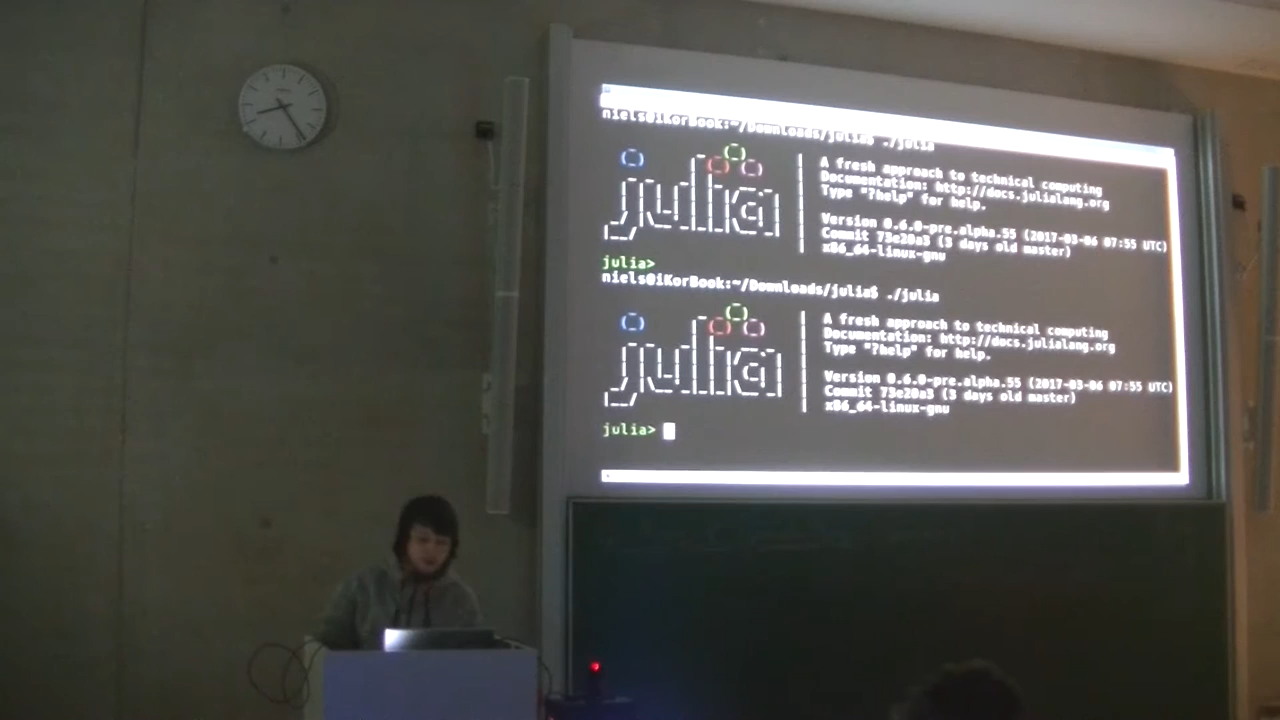 niels@iKorBook:~/Downloads/julia$ ./julia
A fresh approach to technical computing
Documentation: http://docs.julialang.org
Type "?help" for help.
julia
Version 0.6.0-pre.alpha.55 (2017-03-06 07:55 UTC)
Commit 73e20a3 (3 days old master)
x86_64-linux-gnu
julia>
niels@iKorBook:~/Downloads/julia$ ./julia
A fresh approach to technical computing
Documentation: http://docs.julialang.org
Type "?help" for help.
julia
Version 0.6.0-pre.alpha.55 (2017-03-06 07:55 UTC)
Commit 73e20a3 (3 days old master)
x86_64-linux-gnu
julia>